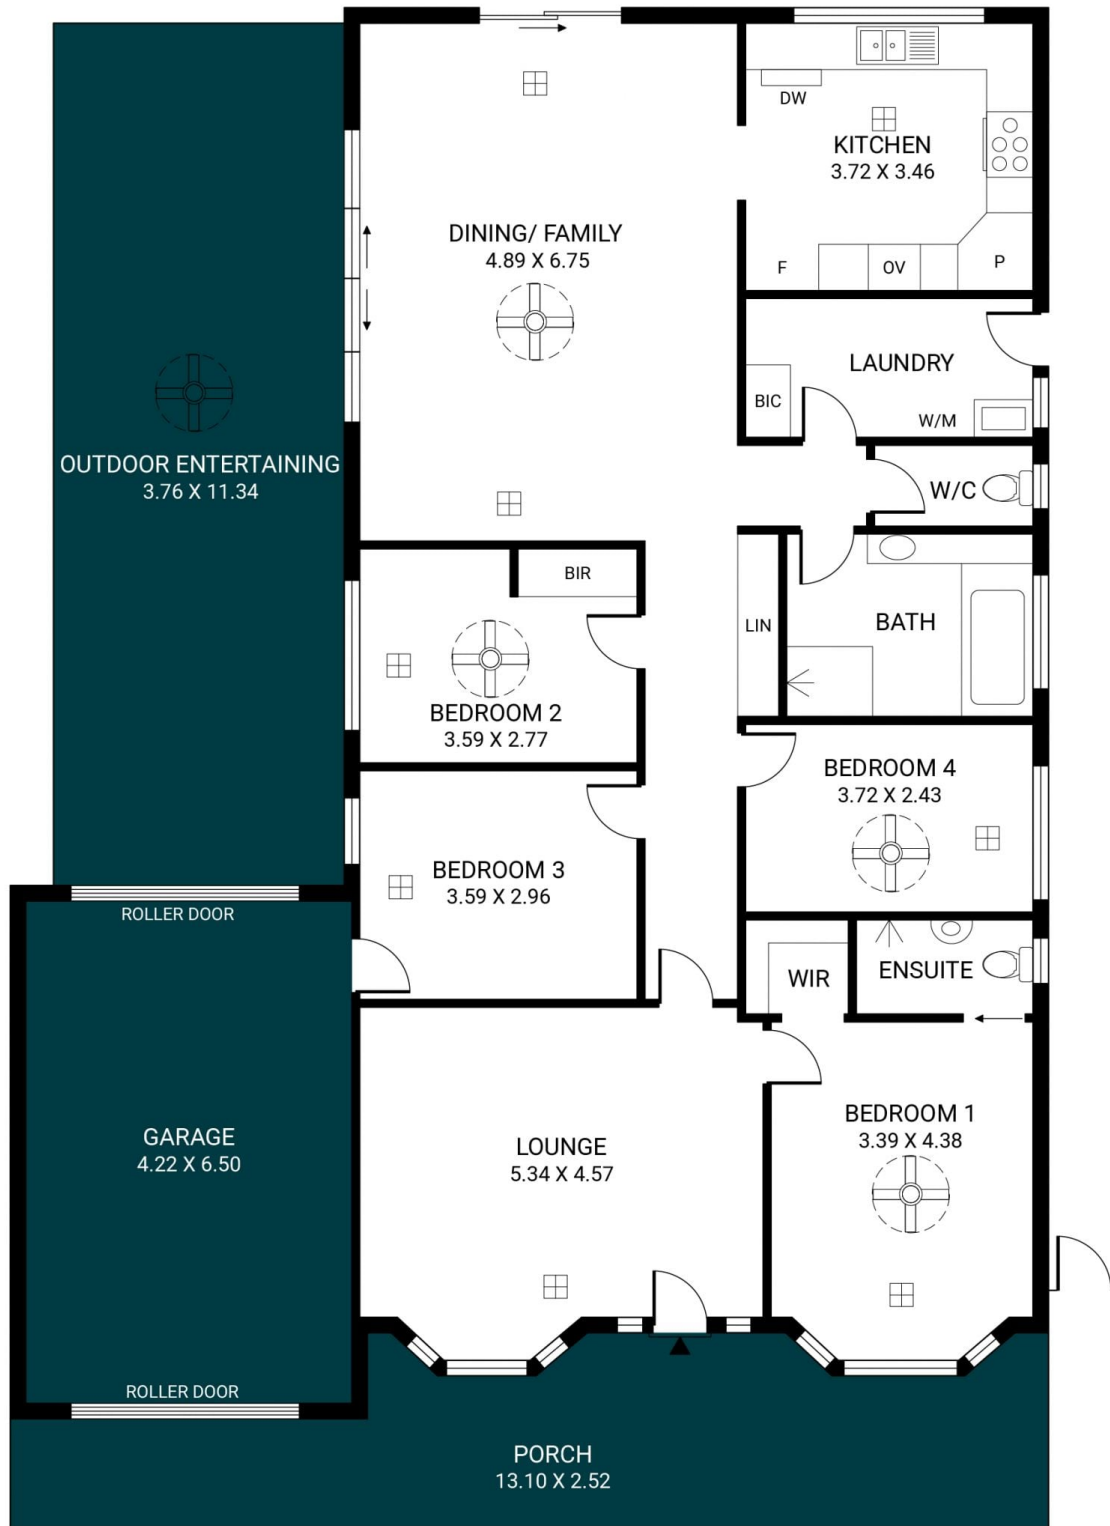 DW
KITCHEN
3.72 X 3.46
F
OV
P
DINING/ FAMILY
4.89 X 6.75
LAUNDRY
BIC
W/M
OUTDOOR ENTERTAINING
3.76 X 11.34
W/C
BIR
LIN
BATH
BEDROOM 2
3.59 X 2.77
BEDROOM 4
3.72 X 2.43
BEDROOM 3
3.59 X 2.96
ROLLER DOOR
WIR
ENSUITE
GARAGE
4.22 X 6.50
LOUNGE
5.34 X 4.57
BEDROOM 1
3.39 X 4.38
ROLLER DOOR
PORCH
13.10 X 2.52